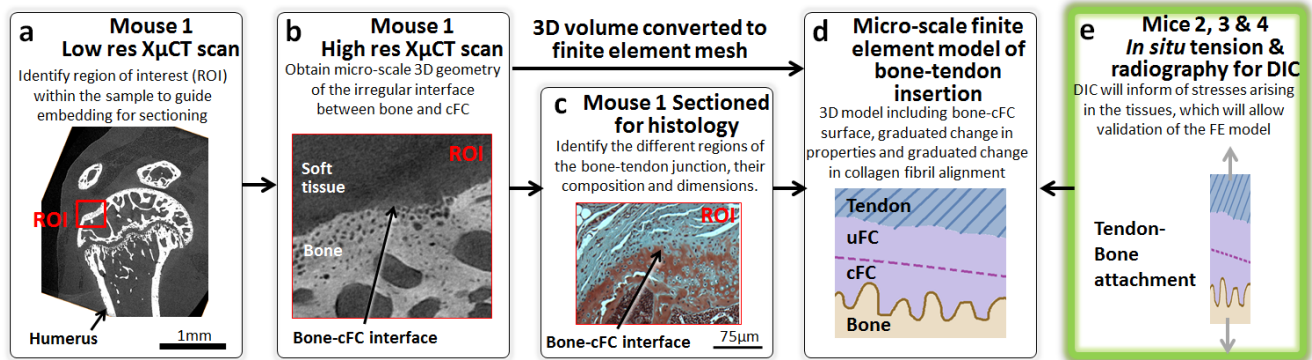 a
Mouse 1
Low res XμCT scan
Identify region of interest (ROI)
within the sample to guide
embedding for sectioning
ROI
Humerus
1mm
b
Mouse 1
High res XμCT scan
Obtain micro-scale 3D geometry
of the irregular interface
between bone and cFC
ROI
Soft
tissue
Bone
Bone-cFC interface
3D volume converted to
finite element mesh
c
Mouse 1 Sectioned
for histology
Identify the different regions of
the bone-tendon junction, their
composition and dimensions.
ROI
Bone-cFC interface
75μm
d
Micro-scale finite
element model of
bone-tendon
insertion
3D model including bone-cFC
surface, graduated change in
properties and graduated change
in collagen fibril alignment
Tendon
uFC
cFC
Bone
e
Mice 2, 3 & 4
In situ tension &
radiography for DIC
DIC will inform of stresses arising
in the tissues, which will allow
validation of the FE model
Tendon-
Bone
attachment